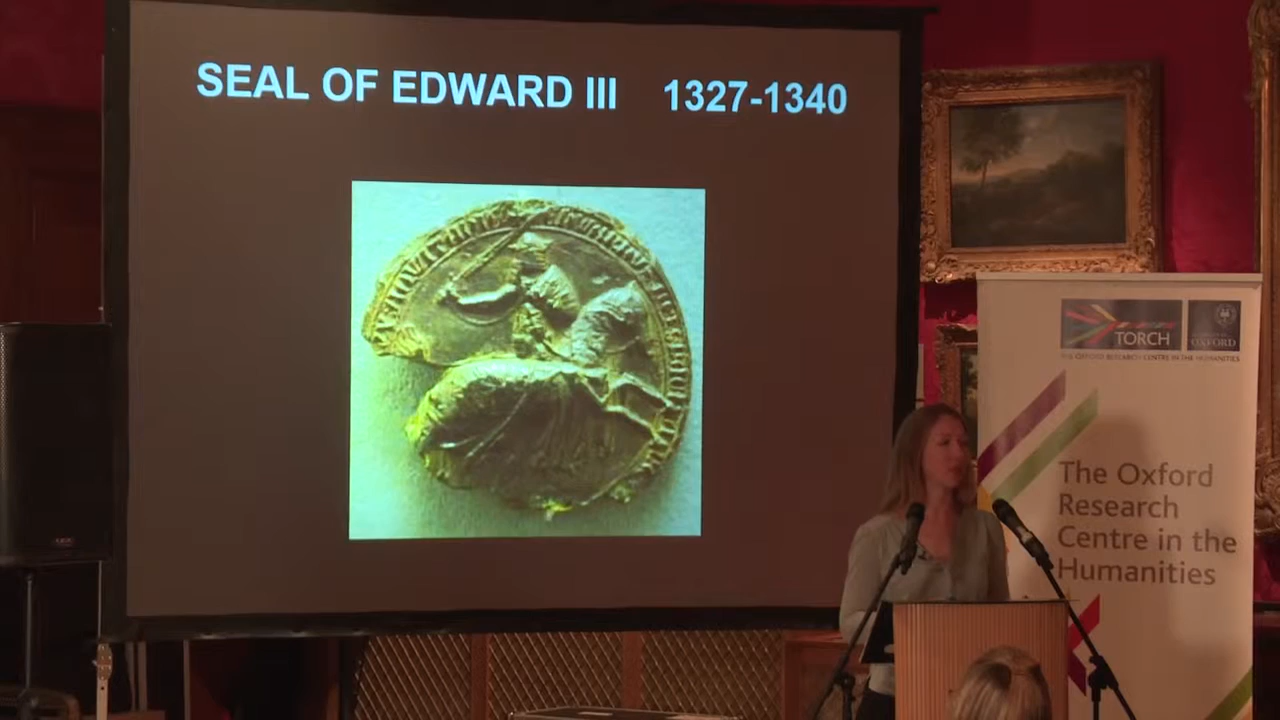 SEAL OF EDWARD III 1327-1340
TORCH
OXFORD
THE OXFORD RESEARCH CENTRE IN THE HUMANITIES
The Oxford
Research
Centre in the
Humanities